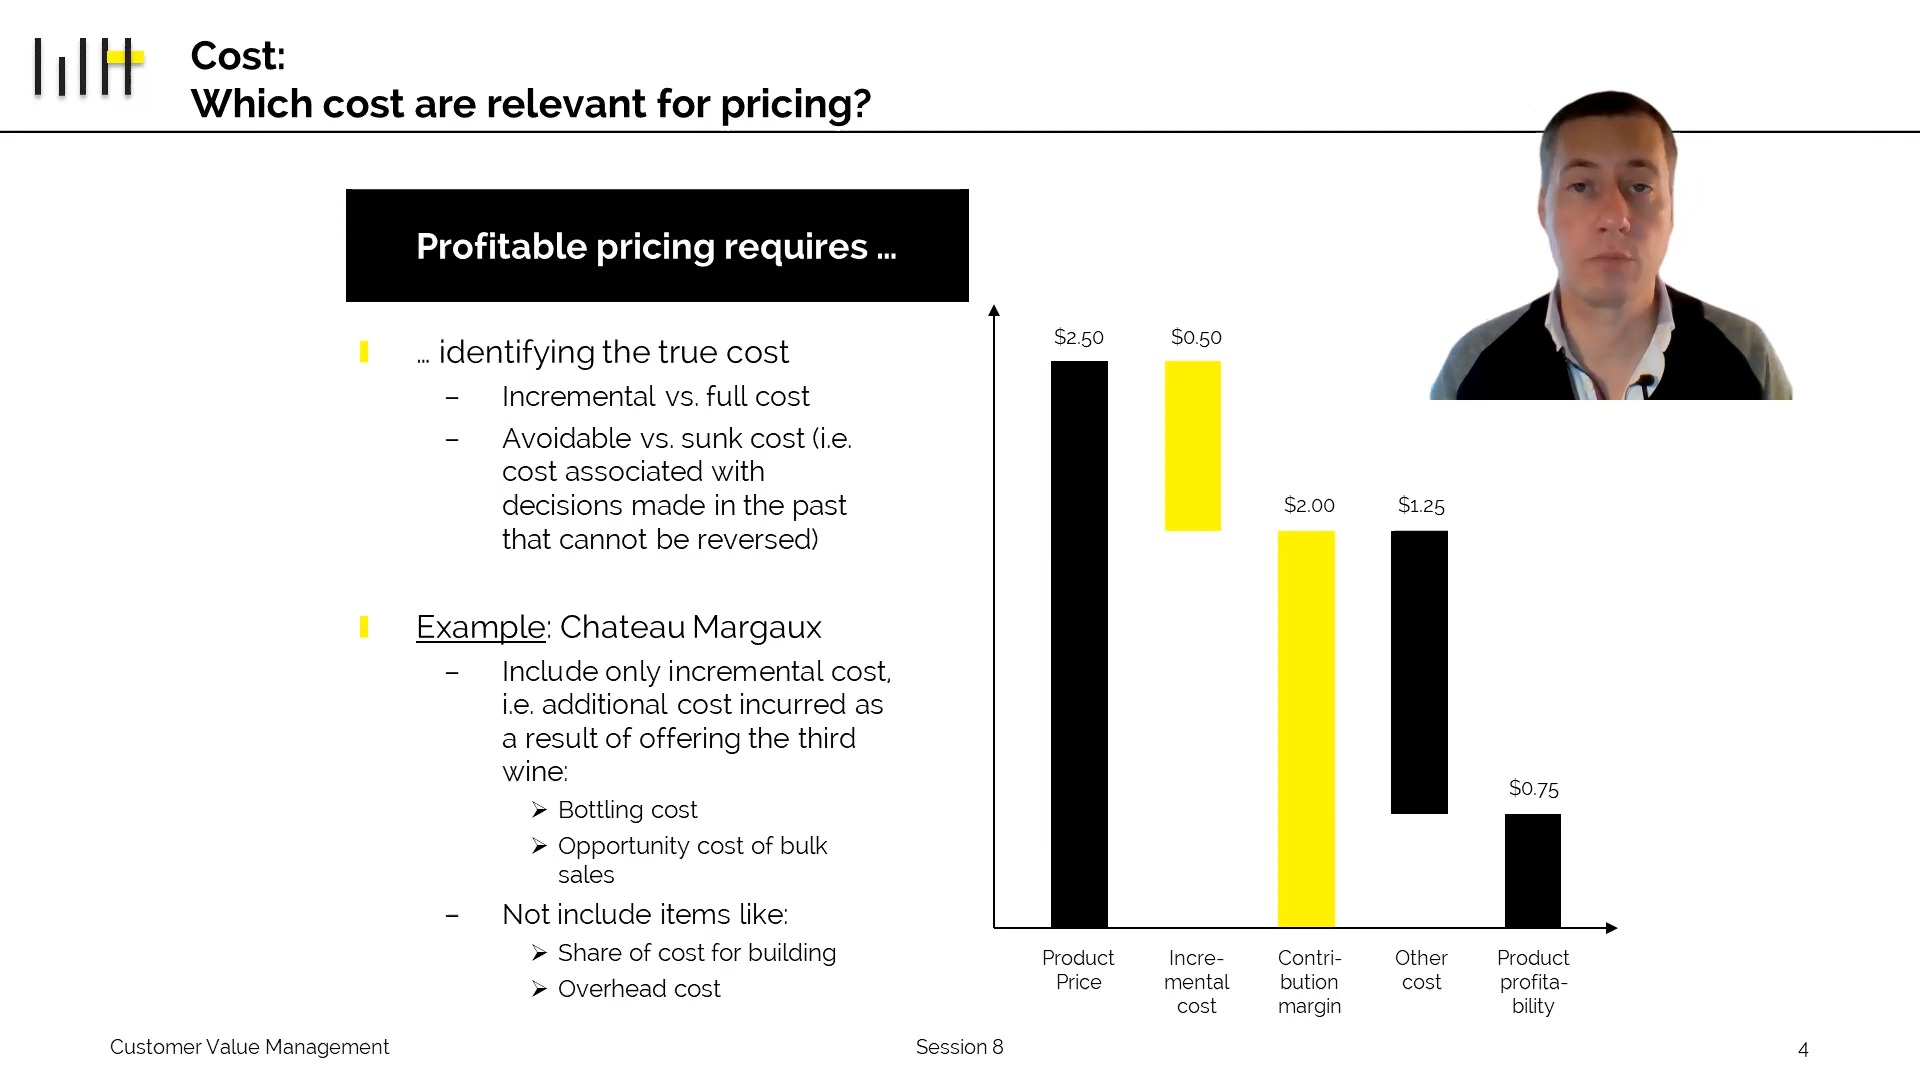 Cost:
Which cost are relevant for pricing?
Profitable pricing requires …
… identifying the true cost
– Incremental vs. full cost
– Avoidable vs. sunk cost (i.e.
cost associated with
decisions made in the past
that cannot be reversed)
Example: Chateau Margaux
– Include only incremental cost,
i.e. additional cost incurred as
a result of offering the third
wine:
➢ Bottling cost
➢ Opportunity cost of bulk
sales
– Not include items like:
➢ Share of cost for building
➢ Overhead cost
$2.50
$0.50
$2.00
$1.25
$0.75
Product
Price
Incre-
mental
cost
Contri-
bution
margin
Other
cost
Product
profita-
bility
Customer Value Management
Session 8
4